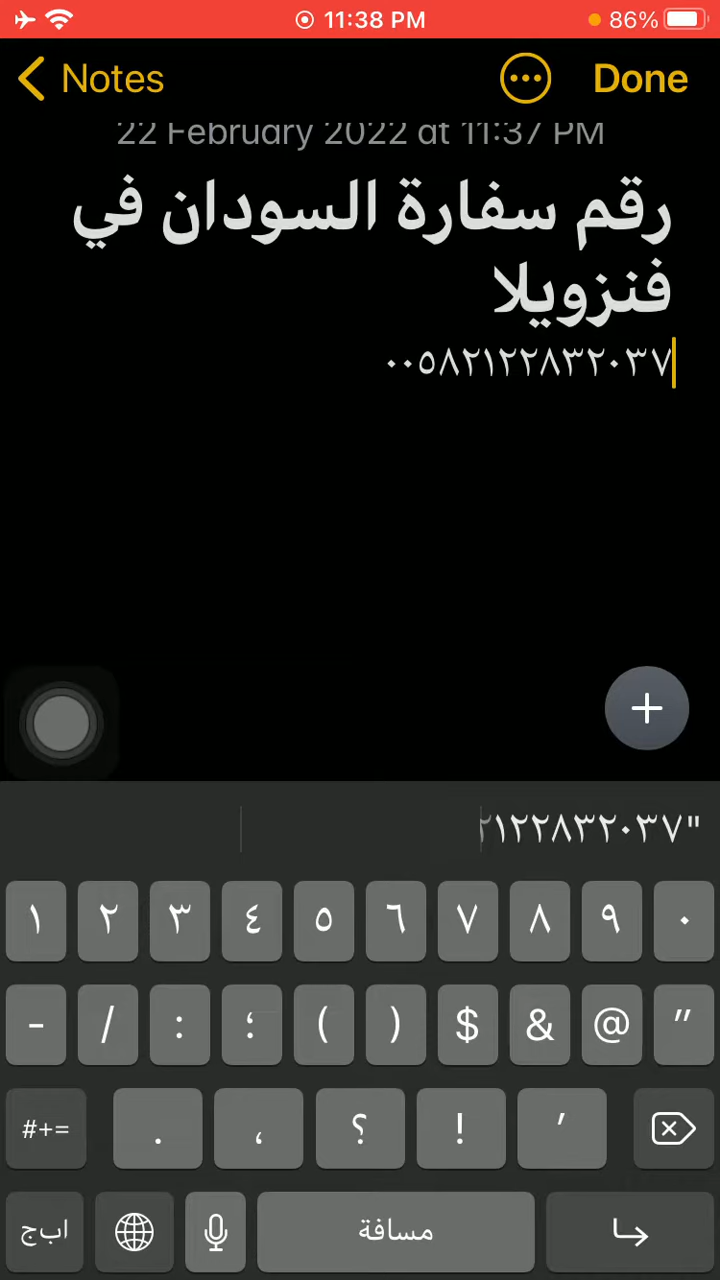 11:38 PM
86%
Notes
Done
22 February 2022 at 11:37 PM
رقم سفارة السودان في
فنزويلا
٠٠٥٨٢١٢٢٨٣٢٠٣٧
٢١٢٢٨٣٢٠٣٧"
١ ٢ ٣ ٤ ٥ ٦ ٧ ٨ ٩ ٠
- / : ؛ ( ) $ & @ "
#+= . ، ؟ ! '
اب‌ج مسافة